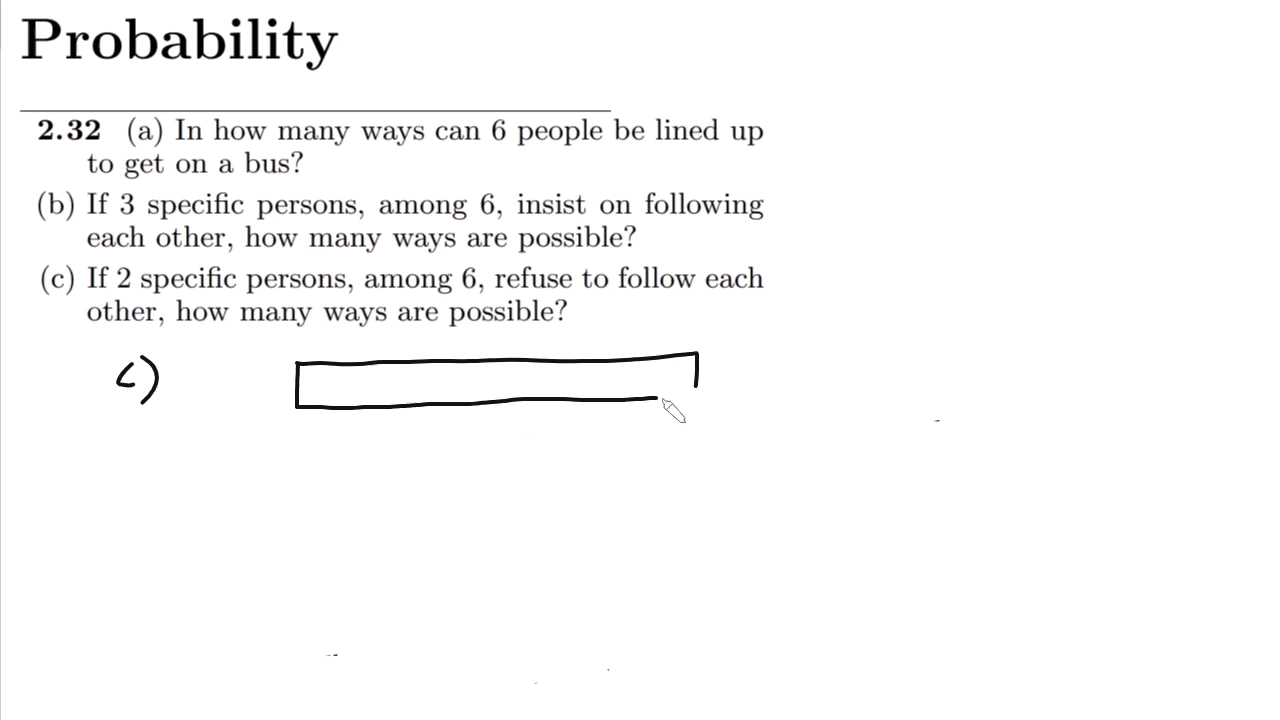 Probability
2.32 (a) In how many ways can 6 people be lined up
to get on a bus?
(b) If 3 specific persons, among 6, insist on following
each other, how many ways are possible?
(c) If 2 specific persons, among 6, refuse to follow each
other, how many ways are possible?
c)